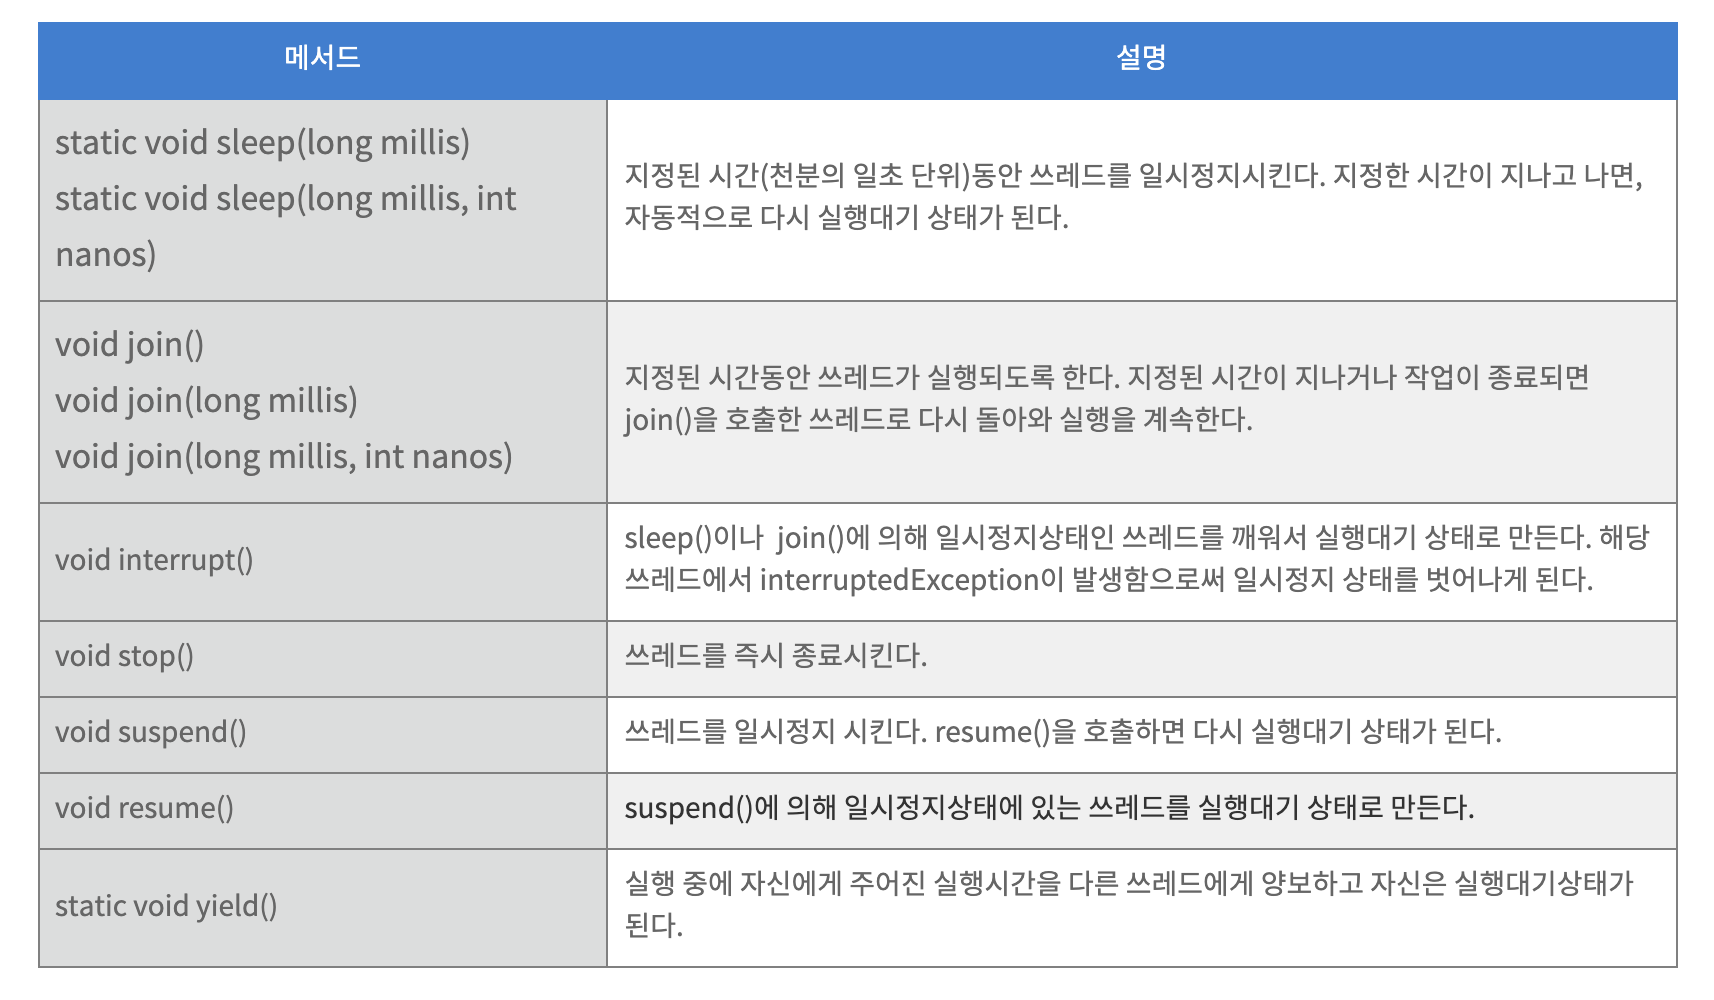 메서드
설명
static void sleep(long millis)
static void sleep(long millis, int
nanos)
지정된 시간(천분의 일초 단위)동안 쓰레드를 일시정지시킨다. 지정한 시간이 지나고 나면,
자동적으로 다시 실행대기 상태가 된다.
void join()
void join(long millis)
void join(long millis, int nanos)
지정된 시간동안 쓰레드가 실행되도록 한다. 지정된 시간이 지나거나 작업이 종료되면
join()을 호출한 쓰레드로 다시 돌아와 실행을 계속한다.
void interrupt()
sleep()이나 join()에 의해 일시정지상태인 쓰레드를 깨워서 실행대기 상태로 만든다. 해당
쓰레드에서 interruptedException이 발생함으로써 일시정지 상태를 벗어나게 된다.
void stop()
쓰레드를 즉시 종료시킨다.
void suspend()
쓰레드를 일시정지 시킨다. resume()을 호출하면 다시 실행대기 상태가 된다.
void resume()
suspend()에 의해 일시정지상태에 있는 쓰레드를 실행대기 상태로 만든다.
static void yield()
실행 중에 자신에게 주어진 실행시간을 다른 쓰레드에게 양보하고 자신은 실행대기상태가
된다.